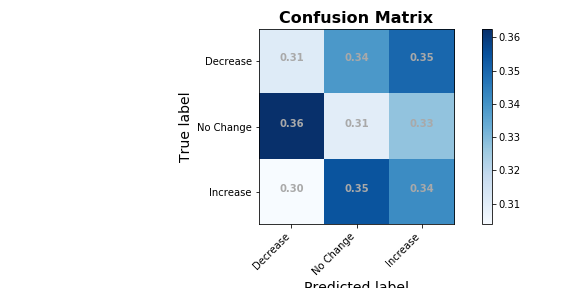 Confusion Matrix
True label
Decrease 0.31 0.34 0.35
No Change 0.36 0.31 0.33
Increase 0.30 0.35 0.34
Decrease No Change Increase
Predicted label
0.36
0.35
0.34
0.33
0.32
0.31